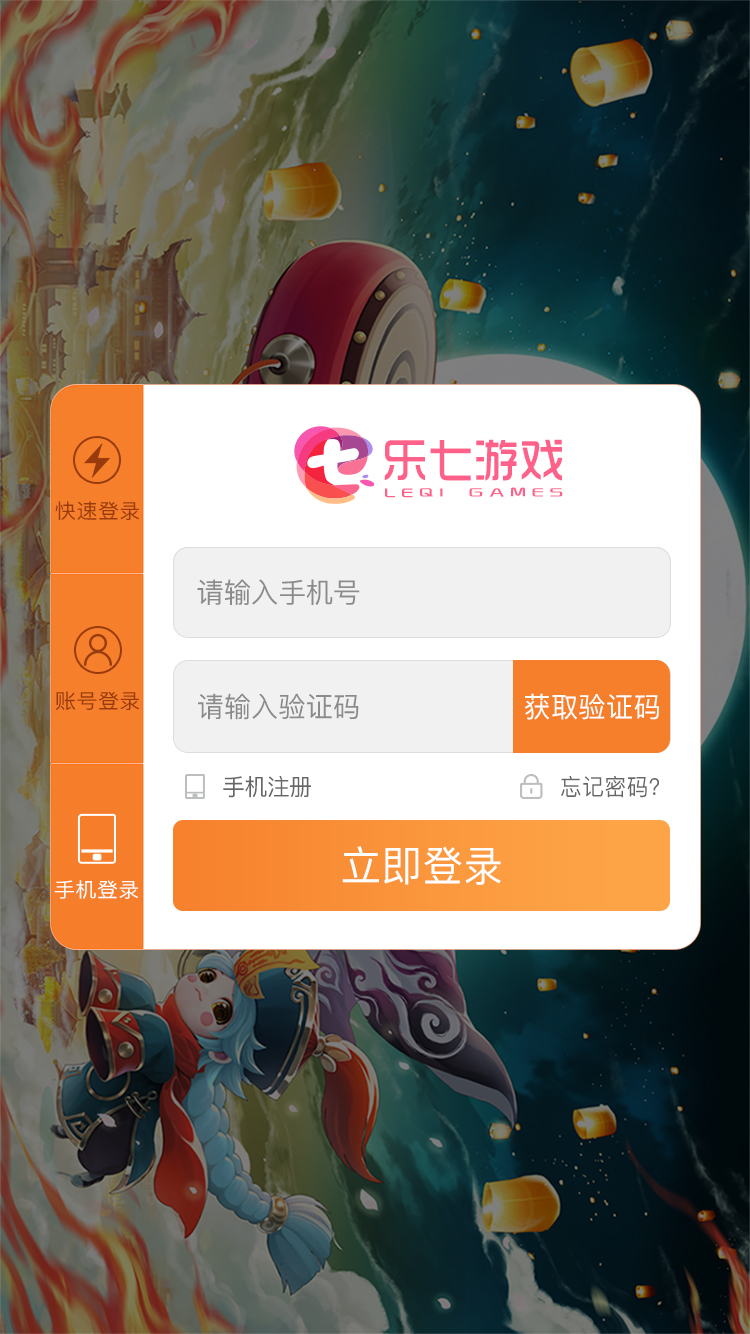 快速登录
账号登录
手机登录
七
乐七游戏
LEQI GAMES
请输入手机号
请输入验证码
获取验证码
手机注册
忘记密码?
立即登录